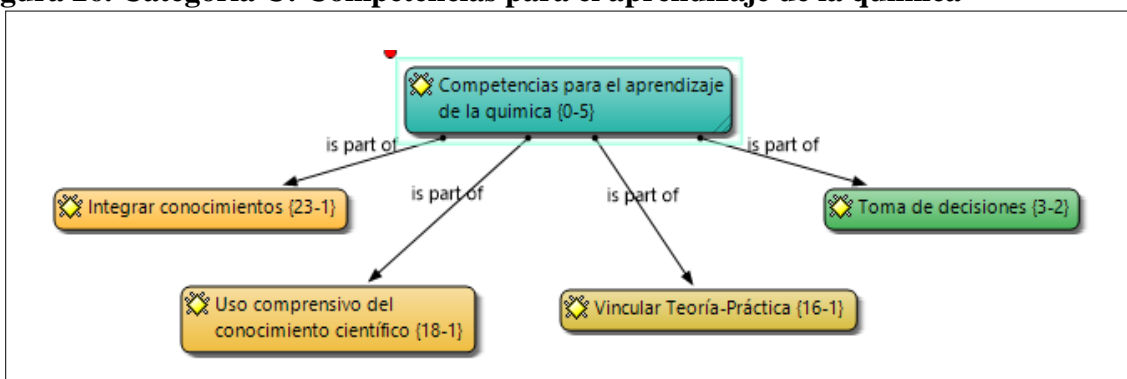 Competencias para el aprendizaje
de la quimica {0-5}
is part of
is part of
is part of
is part of
Integrar conocimientos {23-1}
Toma de decisiones {3-2}
Uso comprensivo del
conocimiento científico {18-1}
Vincular Teoría-Práctica {16-1}